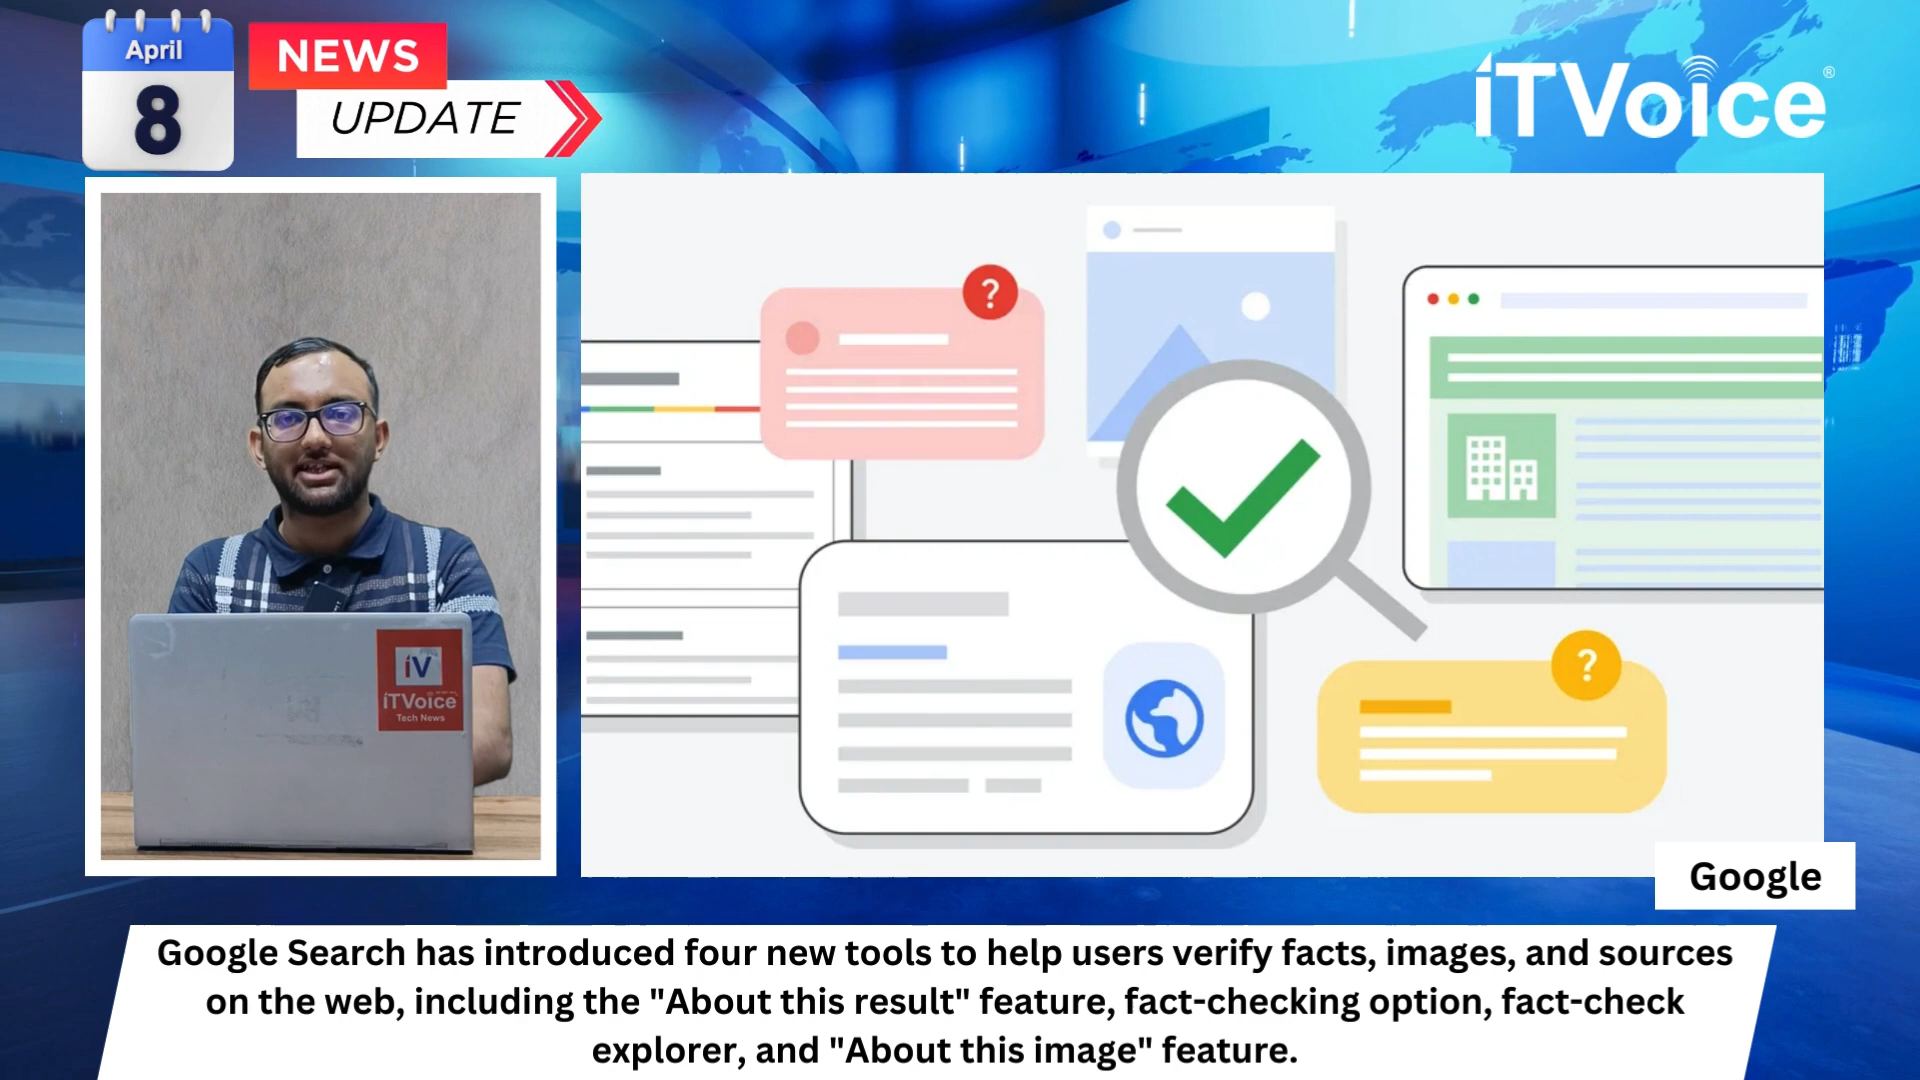 April
8
NEWS
UPDATE
iTVoice®
?
?
iV
iTVoice
Tech News
Google
Google Search has introduced four new tools to help users verify facts, images, and sources
on the web, including the "About this result" feature, fact-checking option, fact-check
explorer, and "About this image" feature.